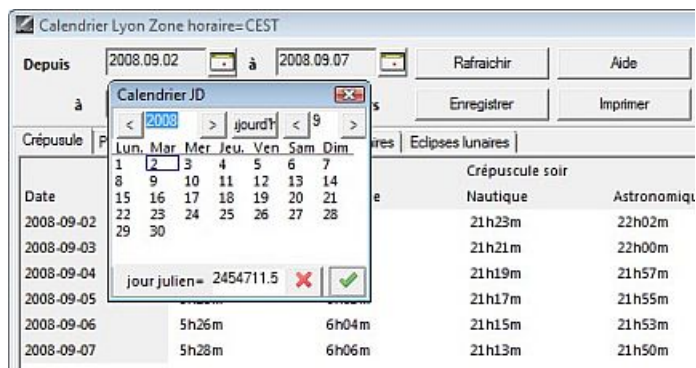 Calendrier Lyon Zone horaire=CEST
Depuis 2008.09.02 à 2008.09.07 Rafraichir Aide
à Enregistrer Imprimer
Calendrier JD
< 2008 > ujourd'h < 9 >
Lun. Mar Mer Jeu. Ven Sam Dim
1 2 3 4 5 6 7
8 9 10 11 12 13 14
15 16 17 18 19 20 21
22 23 24 25 26 27 28
29 30
jour julien= 2454711.5
Crépusule P ires Eclipses lunaires
Crépuscule soir
Date e Nautique Astronomiqu
2008-09-02 21h23m 22h02m
2008-09-03 21h21m 22h00m
2008-09-04 21h19m 21h57m
2008-09-05 21h17m 21h55m
2008-09-06 5h26m 6h04m 21h15m 21h53m
2008-09-07 5h28m 6h06m 21h13m 21h50m